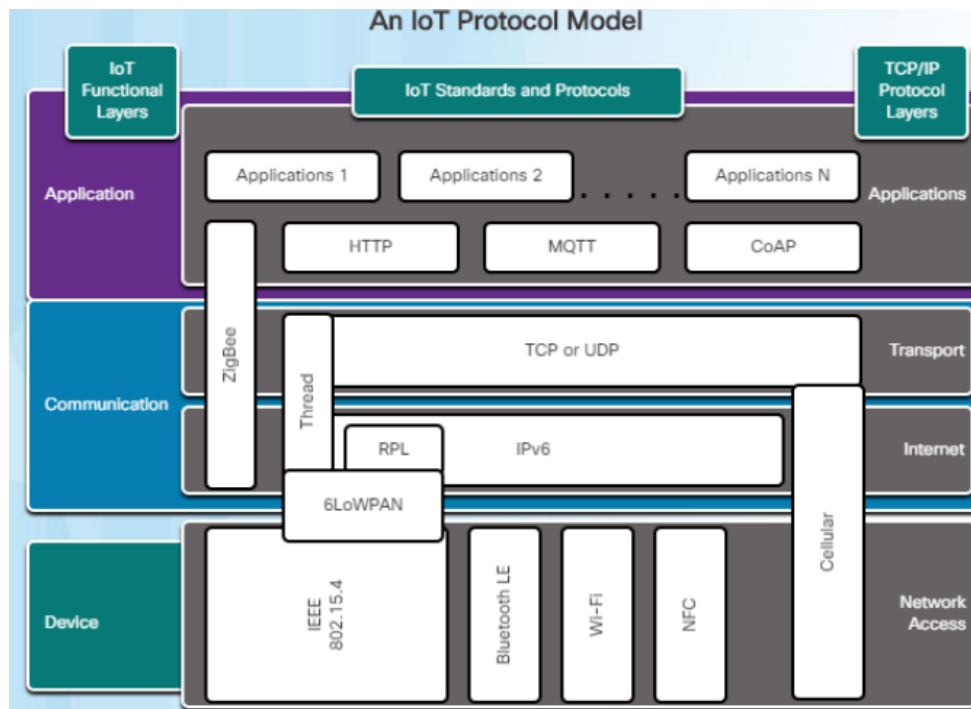 An IoT Protocol Model
IoT
Functional
Layers
IoT Standards and Protocols
TCP/IP
Protocol
Layers
Application
Applications 1
Applications 2
. . . . .
Applications N
Applications
HTTP
MQTT
CoAP
ZigBee
Communication
Thread
TCP or UDP
Transport
RPL
IPv6
Internet
6LoWPAN
Cellular
Device
IEEE
802.15.4
Bluetooth LE
Wi-Fi
NFC
Network
Access